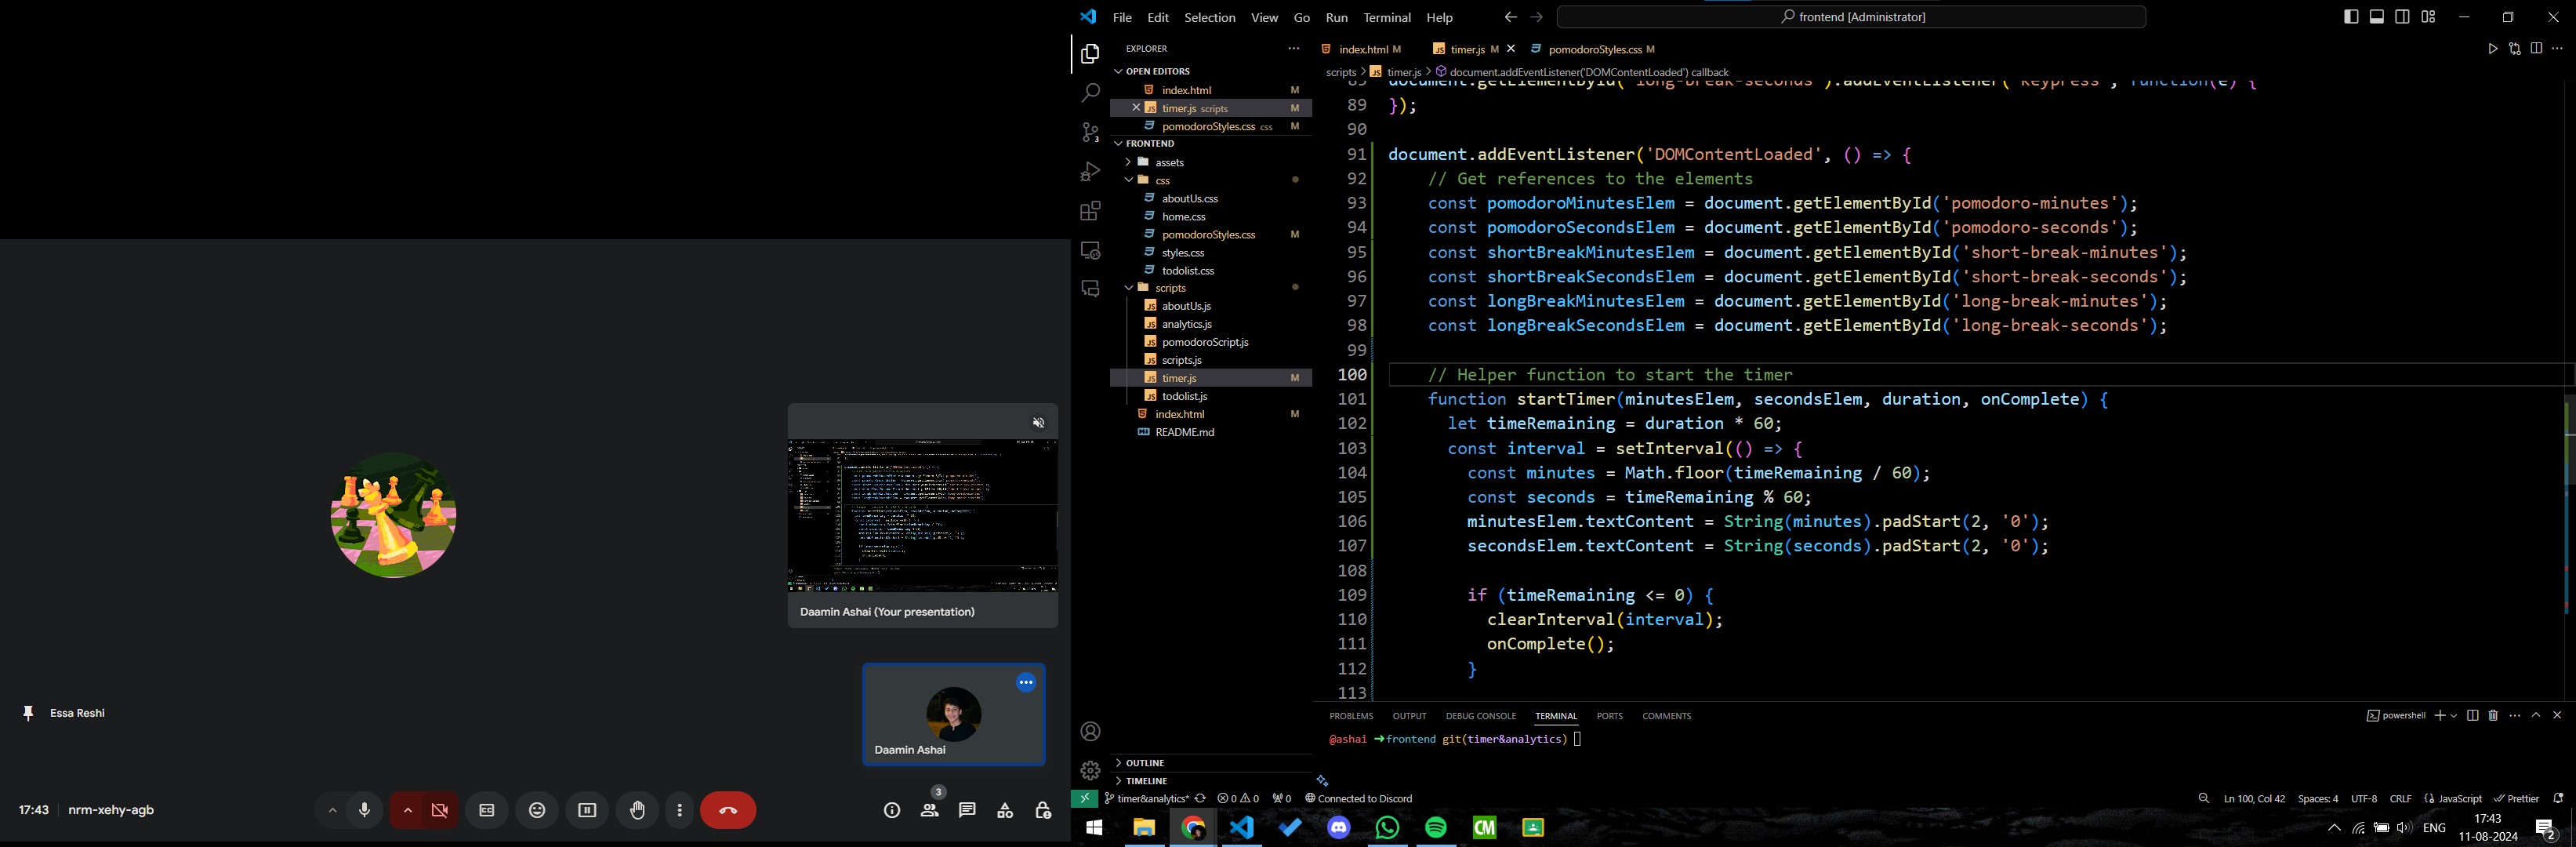 Daamin Ashai (Your presentation)
Essa Reshi
Daamin Ashai
17:43
nrm-xehy-agb
3
File Edit Selection View Go Run Terminal Help
frontend [Administrator]
EXPLORER
OPEN EDITORS
index.html M
timer.js scripts M
pomodoroStyles.css css M
FRONTEND
assets
css
aboutUs.css
home.css
pomodoroStyles.css M
styles.css
todolist.css
scripts
aboutUs.js
analytics.js
pomodoroScript.js
scripts.js
timer.js M
todolist.js
index.html M
README.md
OUTLINE
TIMELINE
index.html M timer.js M pomodoroStyles.css M
scripts > timer.js > document.addEventListener('DOMContentLoaded') callback
document.getElementById('long-break-seconds').addEventListener('keypress', function(e) {
89 });
90
91 document.addEventListener('DOMContentLoaded', () => {
92 // Get references to the elements
93 const pomodoroMinutesElem = document.getElementById('pomodoro-minutes');
94 const pomodoroSecondsElem = document.getElementById('pomodoro-seconds');
95 const shortBreakMinutesElem = document.getElementById('short-break-minutes');
96 const shortBreakSecondsElem = document.getElementById('short-break-seconds');
97 const longBreakMinutesElem = document.getElementById('long-break-minutes');
98 const longBreakSecondsElem = document.getElementById('long-break-seconds');
99
100 // Helper function to start the timer
101 function startTimer(minutesElem, secondsElem, duration, onComplete) {
102 let timeRemaining = duration * 60;
103 const interval = setInterval(() => {
104 const minutes = Math.floor(timeRemaining / 60);
105 const seconds = timeRemaining % 60;
106 minutesElem.textContent = String(minutes).padStart(2, '0');
107 secondsElem.textContent = String(seconds).padStart(2, '0');
108
109 if (timeRemaining <= 0) {
110 clearInterval(interval);
111 onComplete();
112 }
113
PROBLEMS OUTPUT DEBUG CONSOLE TERMINAL PORTS COMMENTS
powershell
@ashai ➜frontend git(timer&analytics)
timer&analytics* 0 0 0 Connected to Discord
Ln 100, Col 42 Spaces: 4 UTF-8 CRLF JavaScript Prettier
CM
ENG
17:43
11-08-2024
2